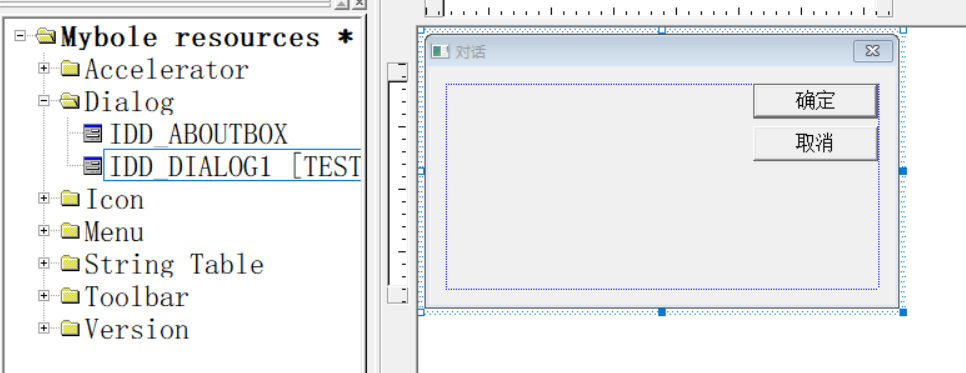 Mybole resources *
Accelerator
Dialog
IDD_ABOUTBOX
IDD_DIALOG1 [TEST
Icon
Menu
String Table
Toolbar
Version
对话
确定
取消